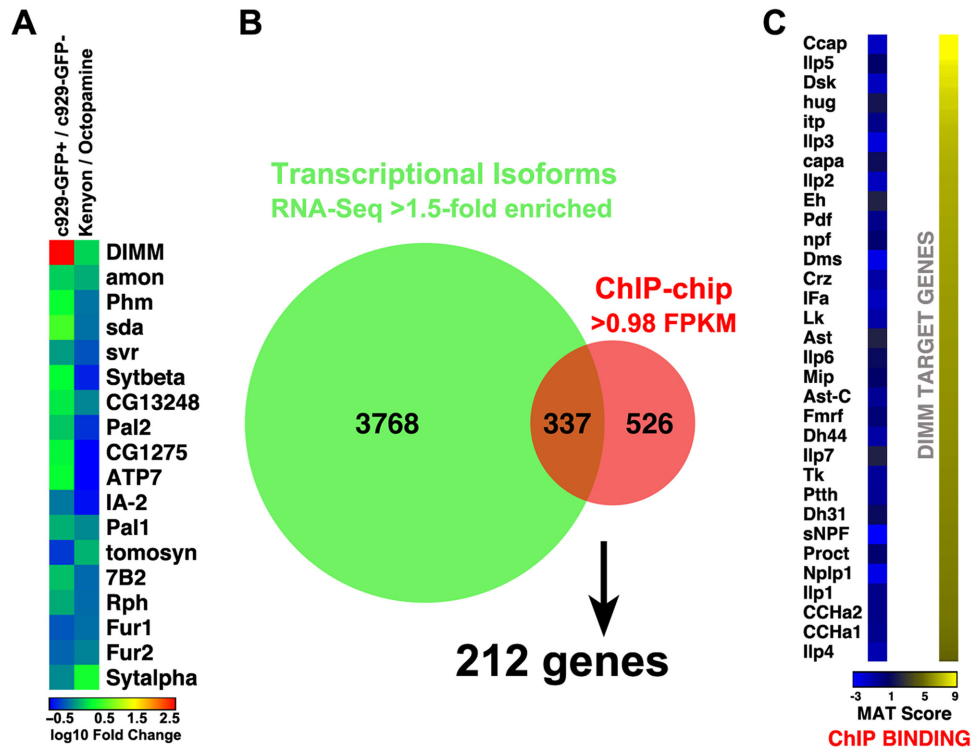 A
c929-GFP+ / c929-GFP-
Kenyon / Octopamine
DIMM
amon
Phm
sda
svr
Sytbeta
CG13248
Pal2
CG1275
ATP7
IA-2
Pal1
tomosyn
7B2
Rph
Fur1
Fur2
Sytalpha
−0.5 0.5 1.5 2.5
log10 Fold Change
B
Transcriptional Isoforms
RNA-Seq >1.5-fold enriched
ChIP-chip
>0.98 FPKM
3768
337
526
212 genes
C
Ccap
Ilp5
Dsk
hug
itp
Ilp3
capa
Ilp2
Eh
Pdf
npf
Dms
Crz
IFa
Lk
Ast
Ilp6
Mip
Ast-C
Fmrf
Dh44
Ilp7
Tk
Ptth
Dh31
sNPF
Proct
Nplp1
Ilp1
CCHa2
CCHa1
Ilp4
DIMM TARGET GENES
-3 1 5 9
MAT Score
ChIP BINDING